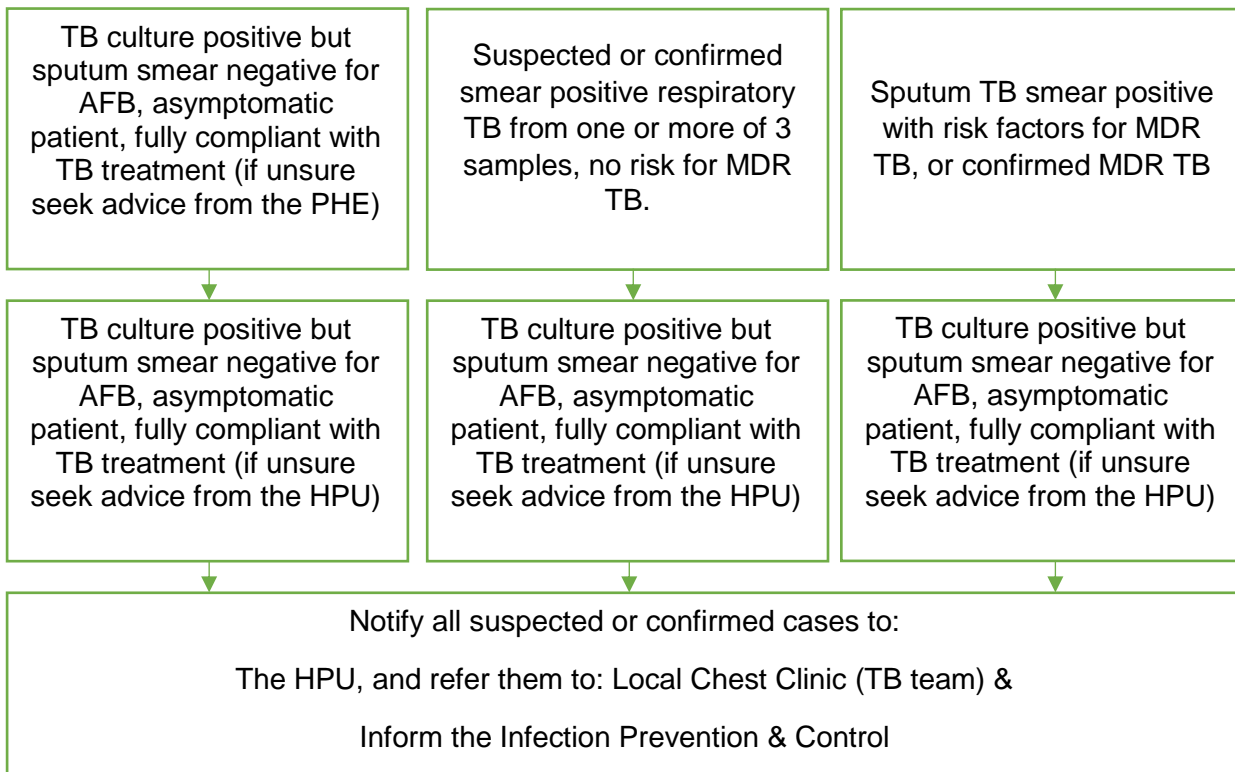 TB culture positive but
sputum smear negative for
AFB, asymptomatic
patient, fully compliant with
TB treatment (if unsure
seek advice from the PHE)
Suspected or confirmed
smear positive respiratory
TB from one or more of 3
samples, no risk for MDR
TB.
Sputum TB smear positive
with risk factors for MDR
TB, or confirmed MDR TB
TB culture positive but
sputum smear negative for
AFB, asymptomatic
patient, fully compliant with
TB treatment (if unsure
seek advice from the HPU)
TB culture positive but
sputum smear negative for
AFB, asymptomatic
patient, fully compliant with
TB treatment (if unsure
seek advice from the HPU)
TB culture positive but
sputum smear negative for
AFB, asymptomatic
patient, fully compliant with
TB treatment (if unsure
seek advice from the HPU)
Notify all suspected or confirmed cases to:
The HPU, and refer them to: Local Chest Clinic (TB team) &
Inform the Infection Prevention & Control